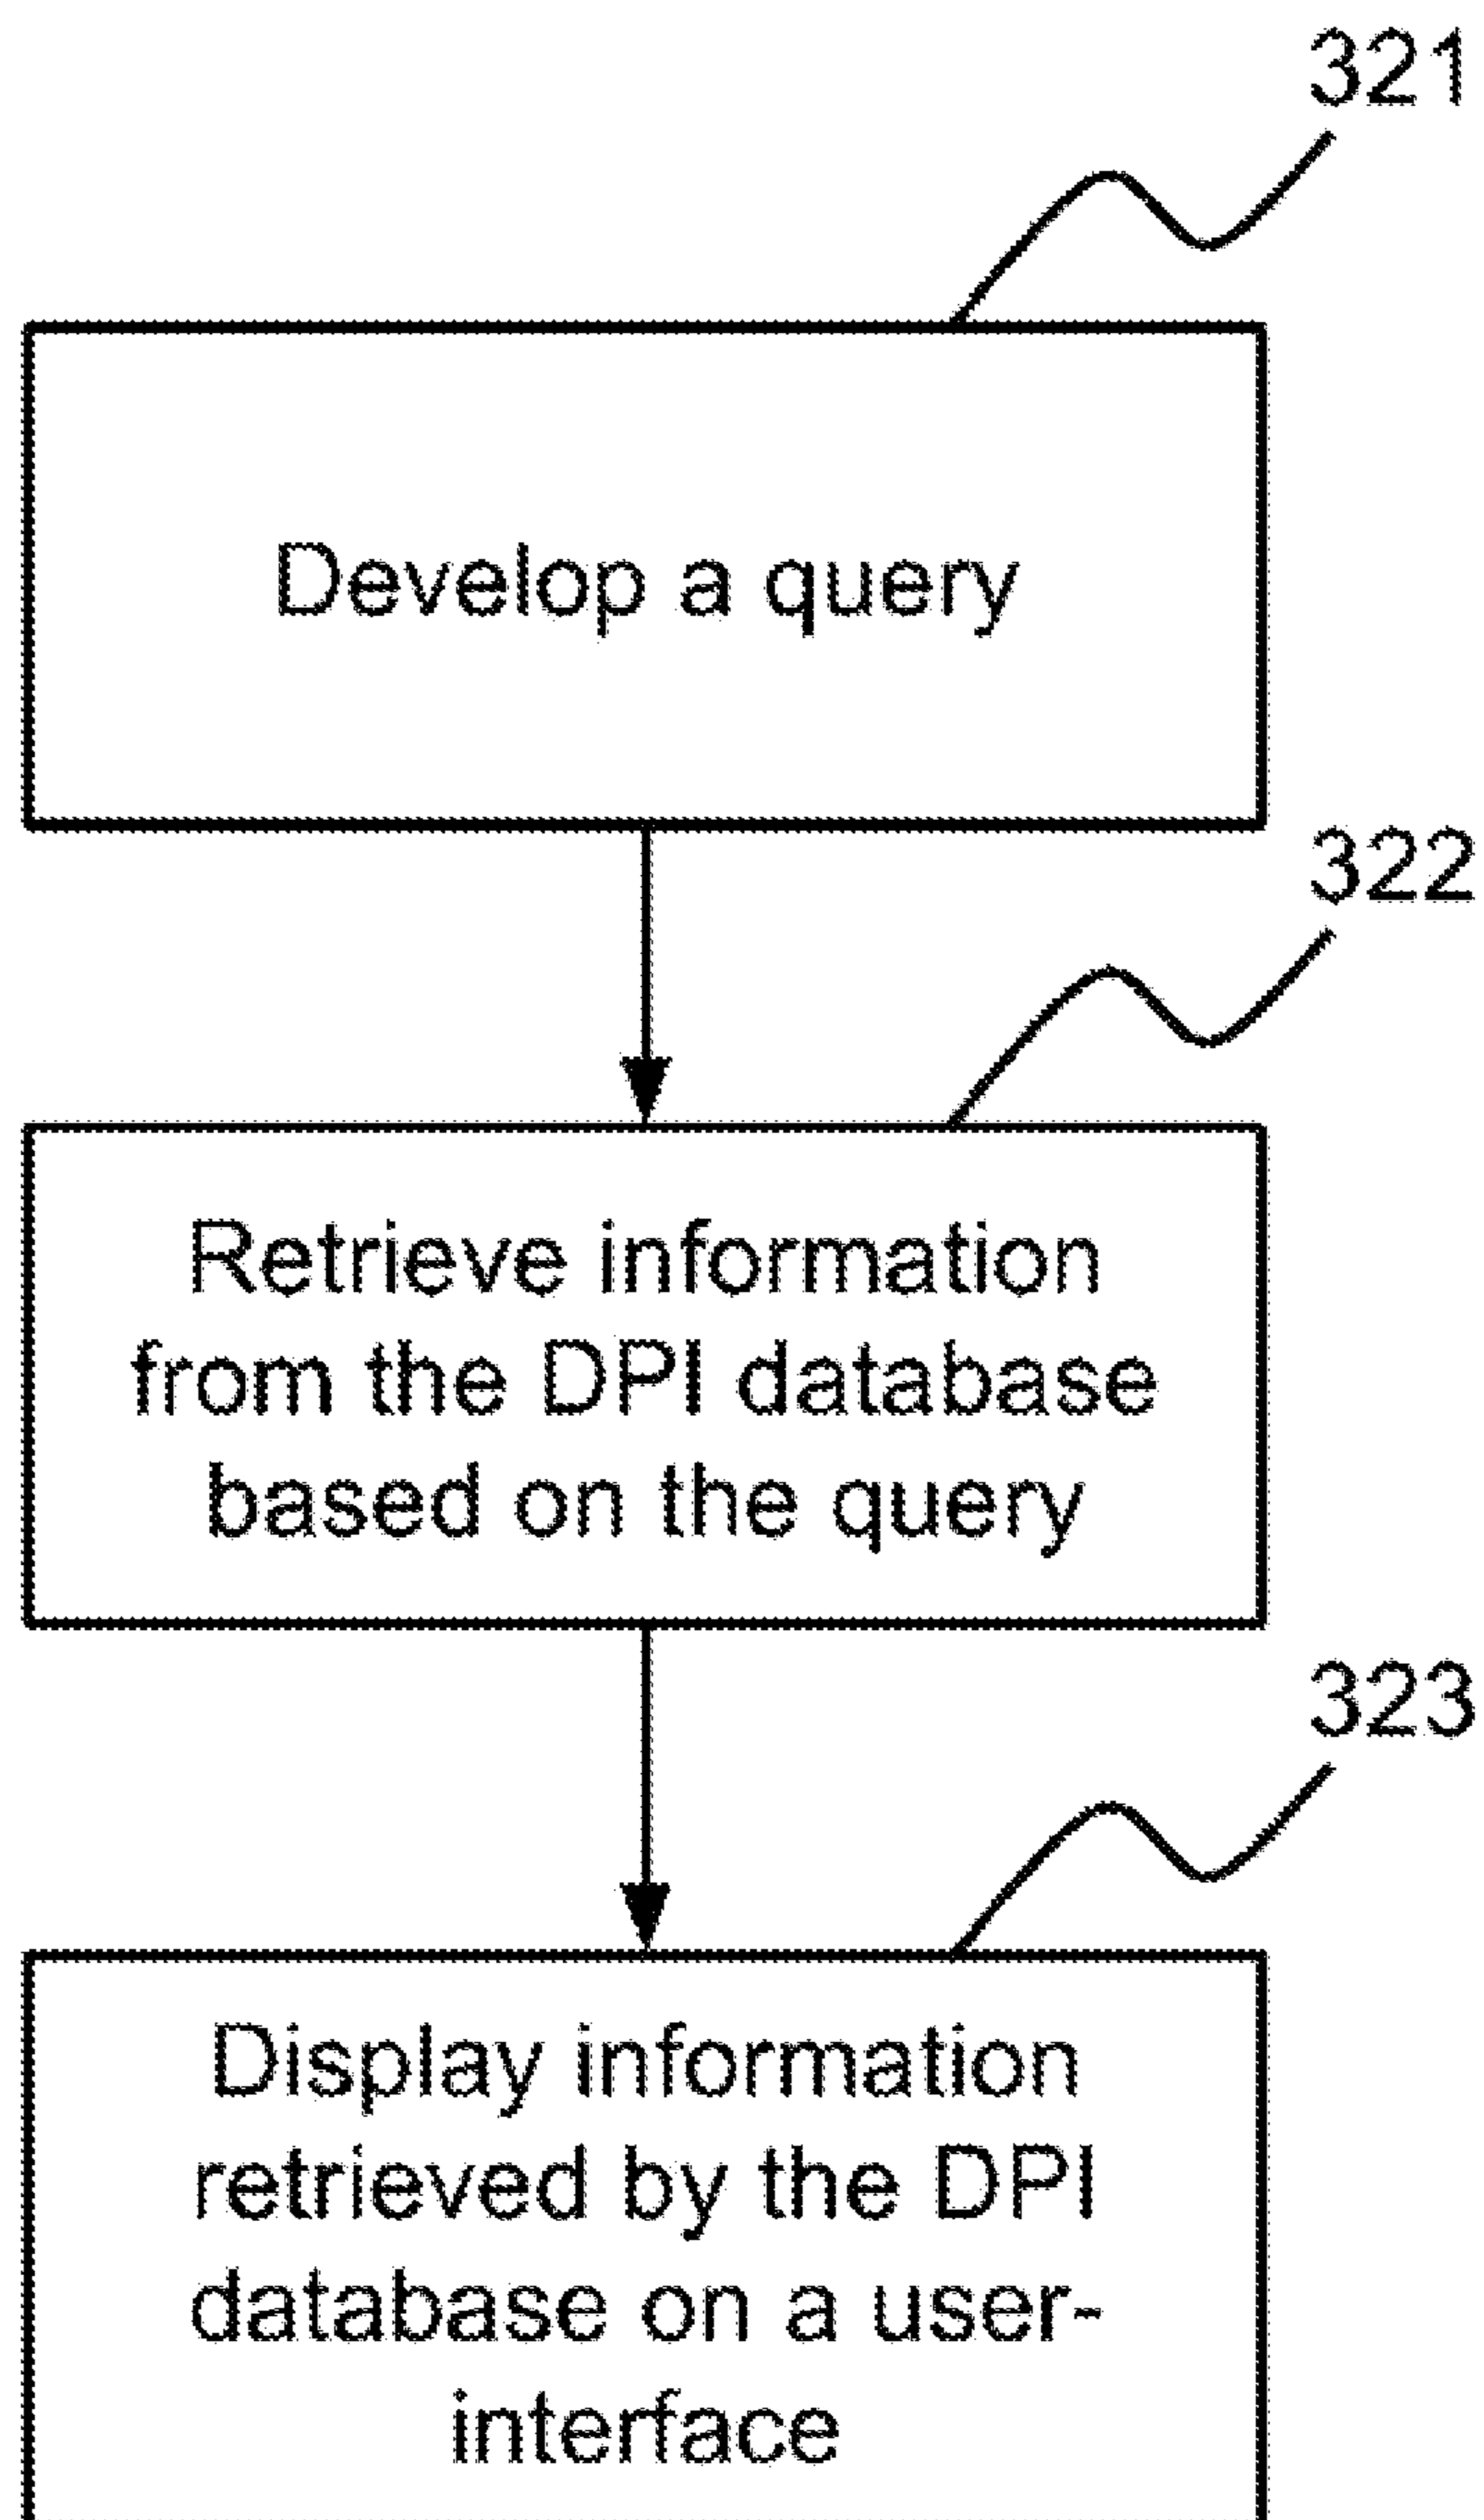 321
Develop a query
322
Retrieve information
from the DPI database
based on the query
323
Display information
retrieved by the DPI
database on a user-
interface